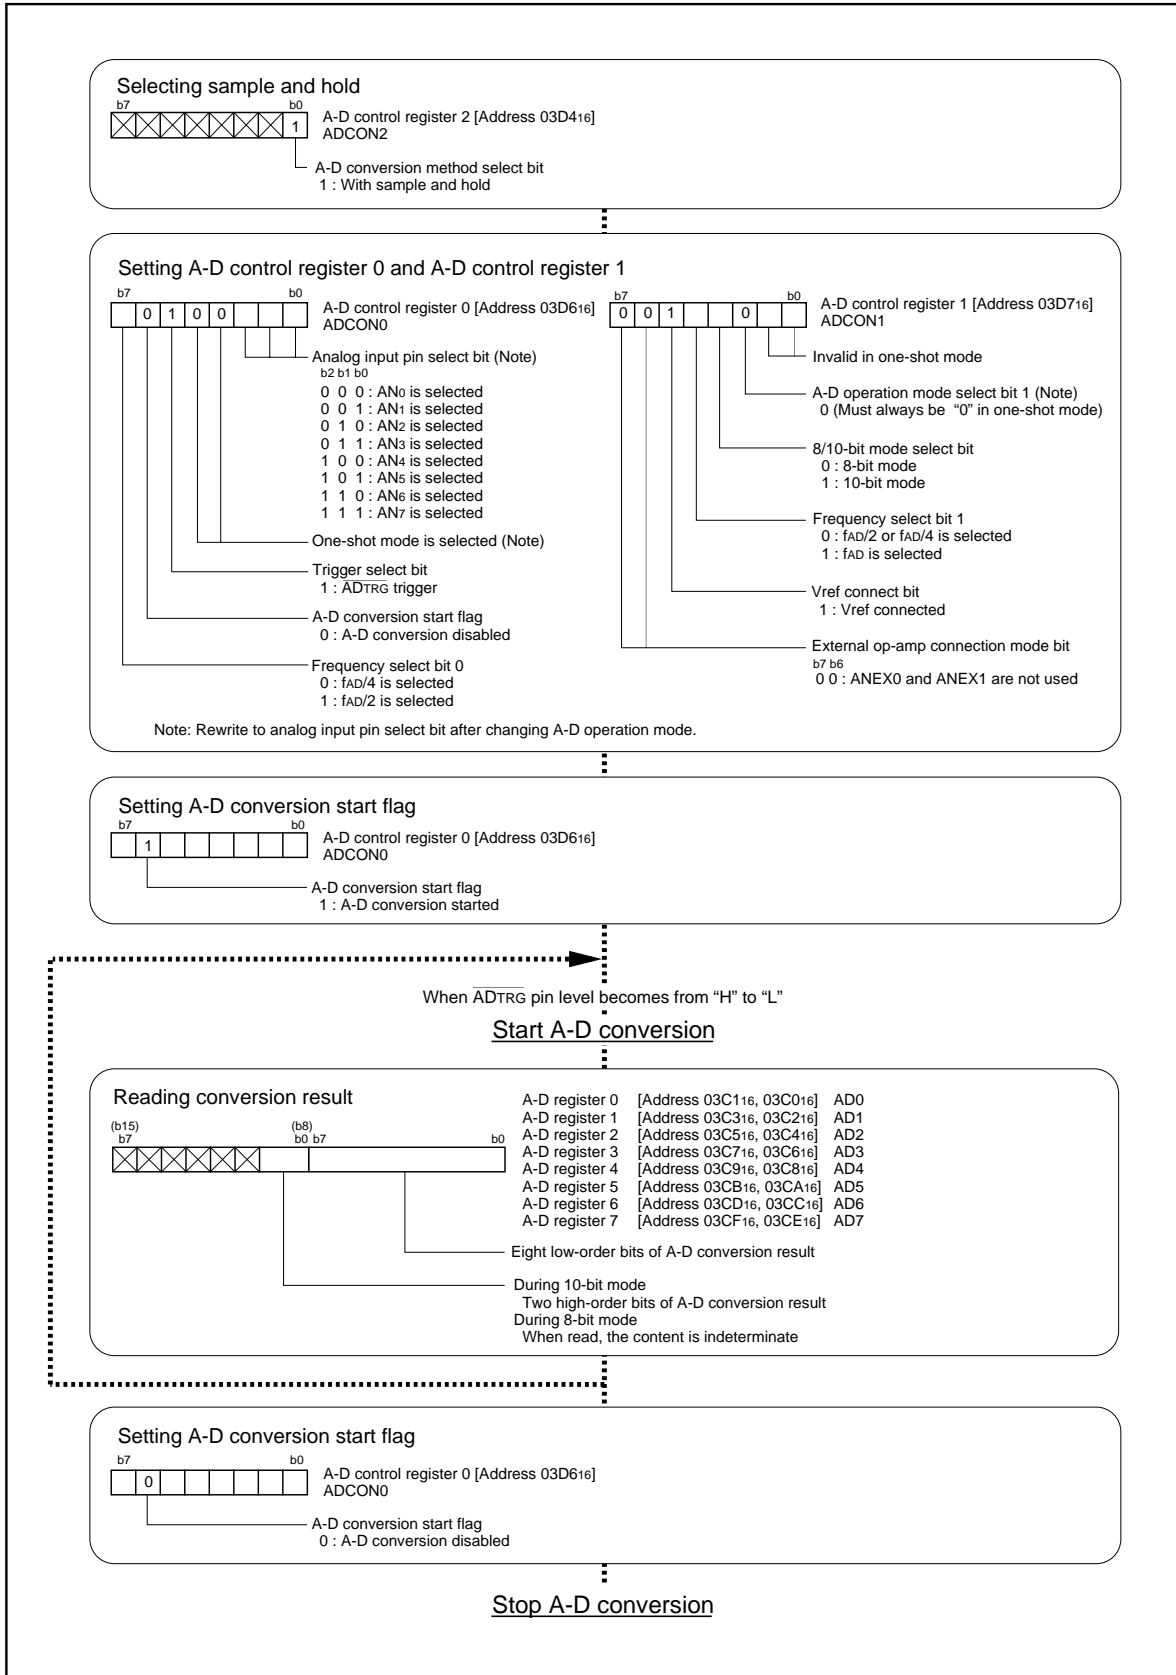 Selecting sample and hold
b7 b0
1
A-D control register 2 [Address 03D416]
ADCON2
A-D conversion method select bit
1 : With sample and hold
Setting A-D control register 0 and A-D control register 1
b7 b0
0 1 0 0
A-D control register 0 [Address 03D616]
ADCON0
Analog input pin select bit (Note)
b2 b1 b0
0 0 0 : AN0 is selected
0 0 1 : AN1 is selected
0 1 0 : AN2 is selected
0 1 1 : AN3 is selected
1 0 0 : AN4 is selected
1 0 1 : AN5 is selected
1 1 0 : AN6 is selected
1 1 1 : AN7 is selected
One-shot mode is selected (Note)
Trigger select bit
1 : ADTRG trigger
A-D conversion start flag
0 : A-D conversion disabled
Frequency select bit 0
0 : fAD/4 is selected
1 : fAD/2 is selected
b7 b0
0 0 1 0
A-D control register 1 [Address 03D716]
ADCON1
Invalid in one-shot mode
A-D operation mode select bit 1 (Note)
0 (Must always be “0” in one-shot mode)
8/10-bit mode select bit
0 : 8-bit mode
1 : 10-bit mode
Frequency select bit 1
0 : fAD/2 or fAD/4 is selected
1 : fAD is selected
Vref connect bit
1 : Vref connected
External op-amp connection mode bit
b7 b6
0 0 : ANEX0 and ANEX1 are not used
Note: Rewrite to analog input pin select bit after changing A-D operation mode.
Setting A-D conversion start flag
b7 b0
1
A-D control register 0 [Address 03D616]
ADCON0
A-D conversion start flag
1 : A-D conversion started
When ADTRG pin level becomes from “H” to “L”
Start A-D conversion
Reading conversion result
(b15) (b8)
b7 b0 b7 b0
A-D register 0 [Address 03C116, 03C016] AD0
A-D register 1 [Address 03C316, 03C216] AD1
A-D register 2 [Address 03C516, 03C416] AD2
A-D register 3 [Address 03C716, 03C616] AD3
A-D register 4 [Address 03C916, 03C816] AD4
A-D register 5 [Address 03CB16, 03CA16] AD5
A-D register 6 [Address 03CD16, 03CC16] AD6
A-D register 7 [Address 03CF16, 03CE16] AD7
Eight low-order bits of A-D conversion result
During 10-bit mode
Two high-order bits of A-D conversion result
During 8-bit mode
When read, the content is indeterminate
Setting A-D conversion start flag
b7 b0
0
A-D control register 0 [Address 03D616]
ADCON0
A-D conversion start flag
0 : A-D conversion disabled
Stop A-D conversion